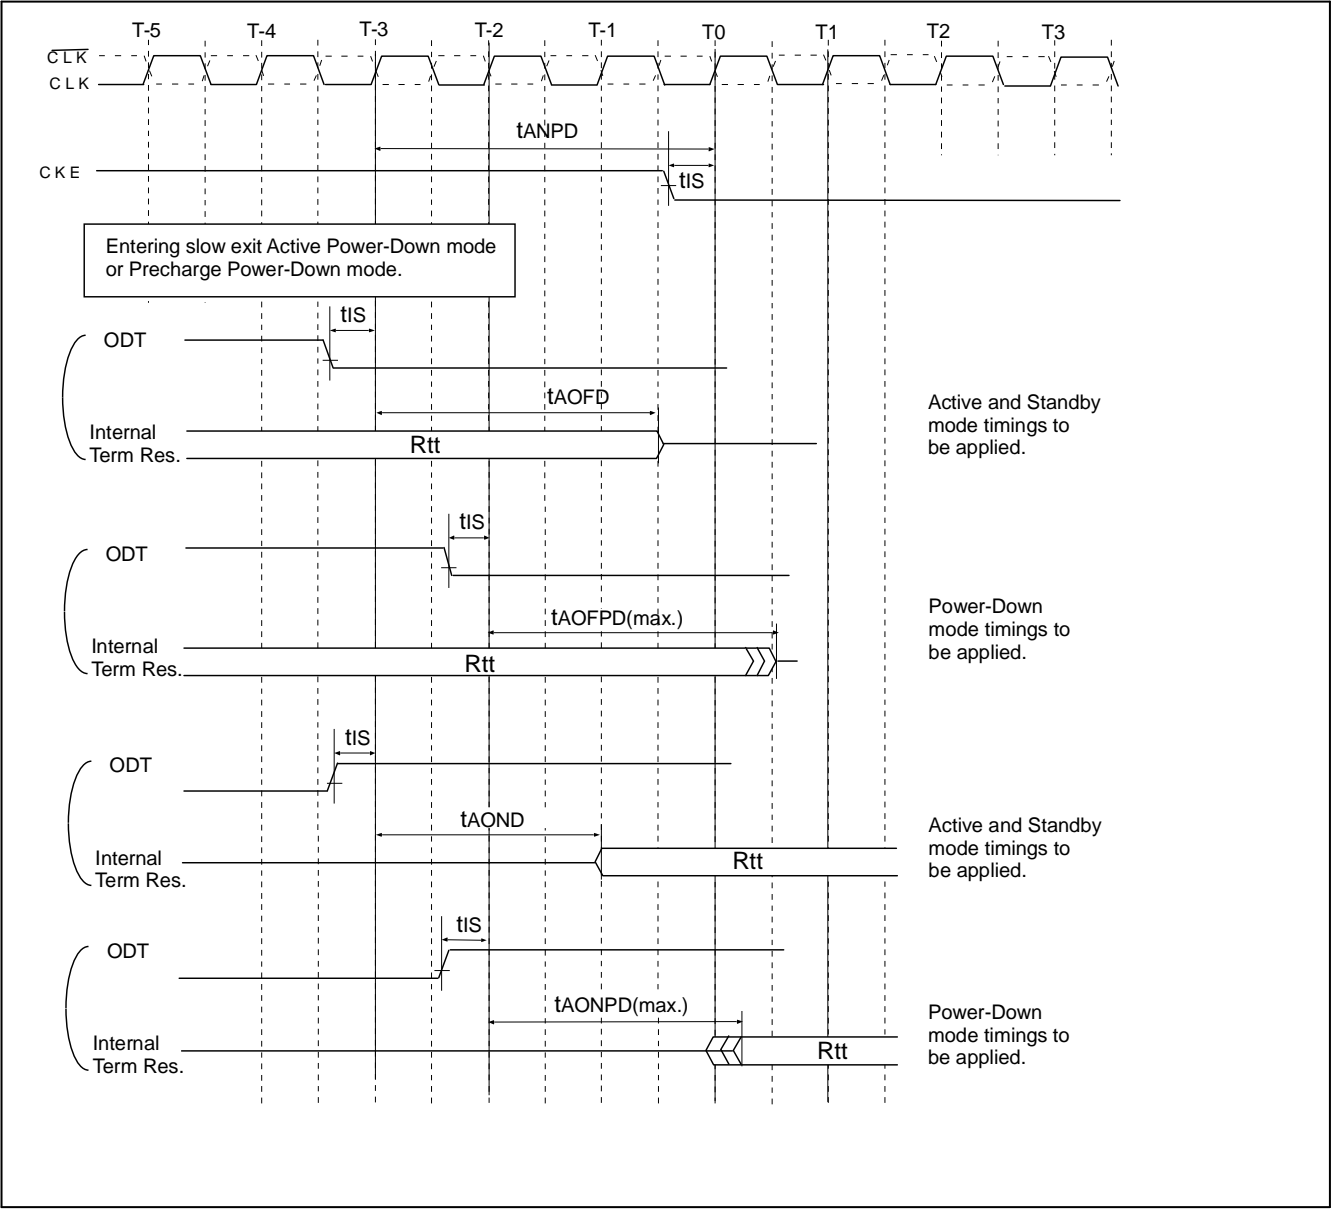 T-5 T-4 T-3 T-2 T-1 T0 T1 T2 T3
CLK
CLK
tANPD
CKE
tIS
Entering slow exit Active Power-Down mode
or Precharge Power-Down mode.
tIS
ODT
tAOFD
Internal
Term Res.
Rtt
Active and Standby
mode timings to
be applied.
tIS
ODT
tAOFPD(max.)
Internal
Term Res.
Rtt
Power-Down
mode timings to
be applied.
tIS
ODT
tAOND
Internal
Term Res.
Rtt
Active and Standby
mode timings to
be applied.
tIS
ODT
tAONPD(max.)
Internal
Term Res.
Rtt
Power-Down
mode timings to
be applied.